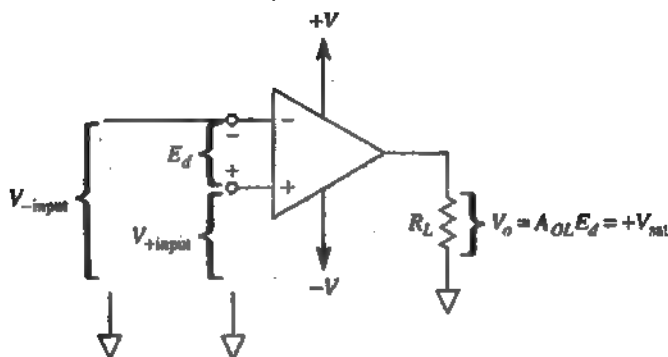 +V
−
−
E_d
+
+
V_−input
V_+input
R_L
V_o = A_OL E_d = +V_sat
−V